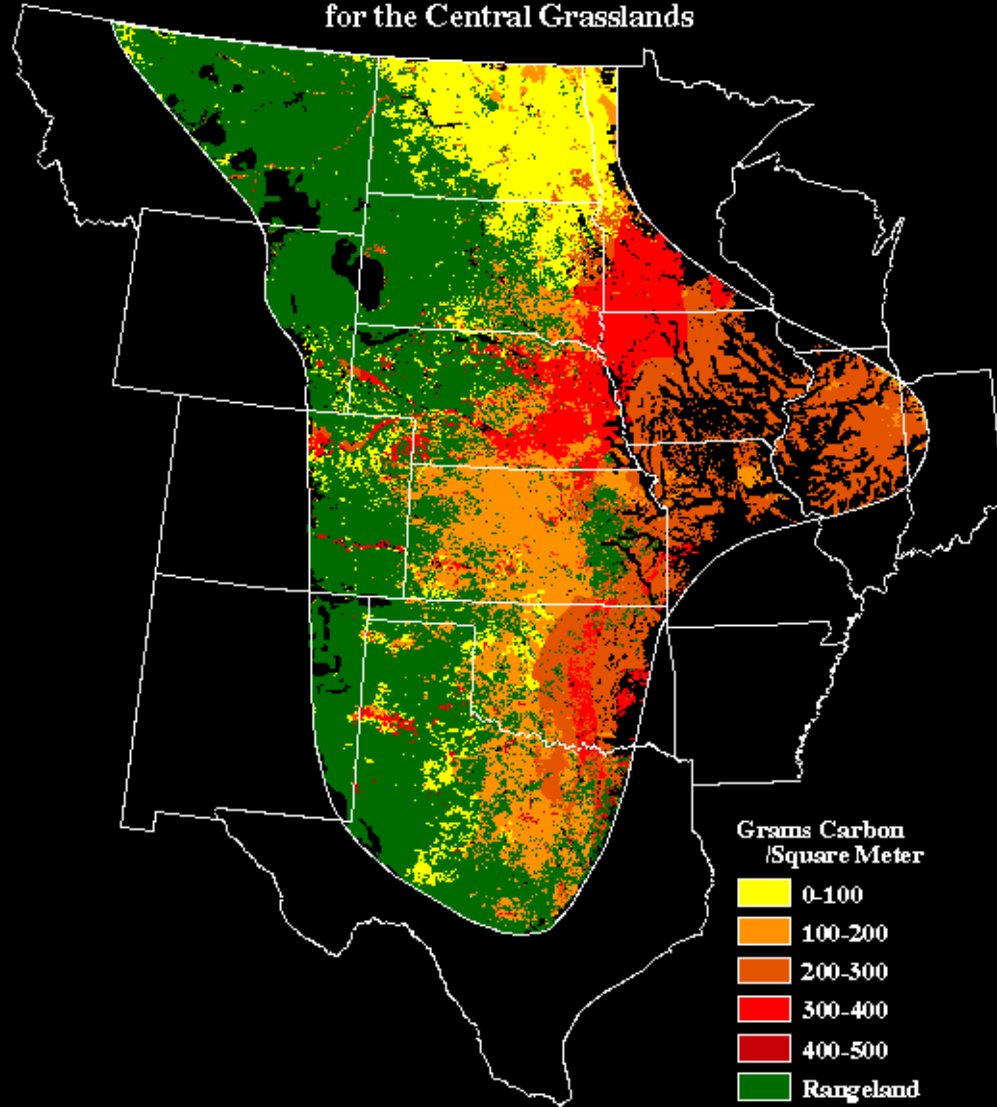 for the Central Grasslands
Grams Carbon
/Square Meter
0-100
100-200
200-300
300-400
400-500
Rangeland